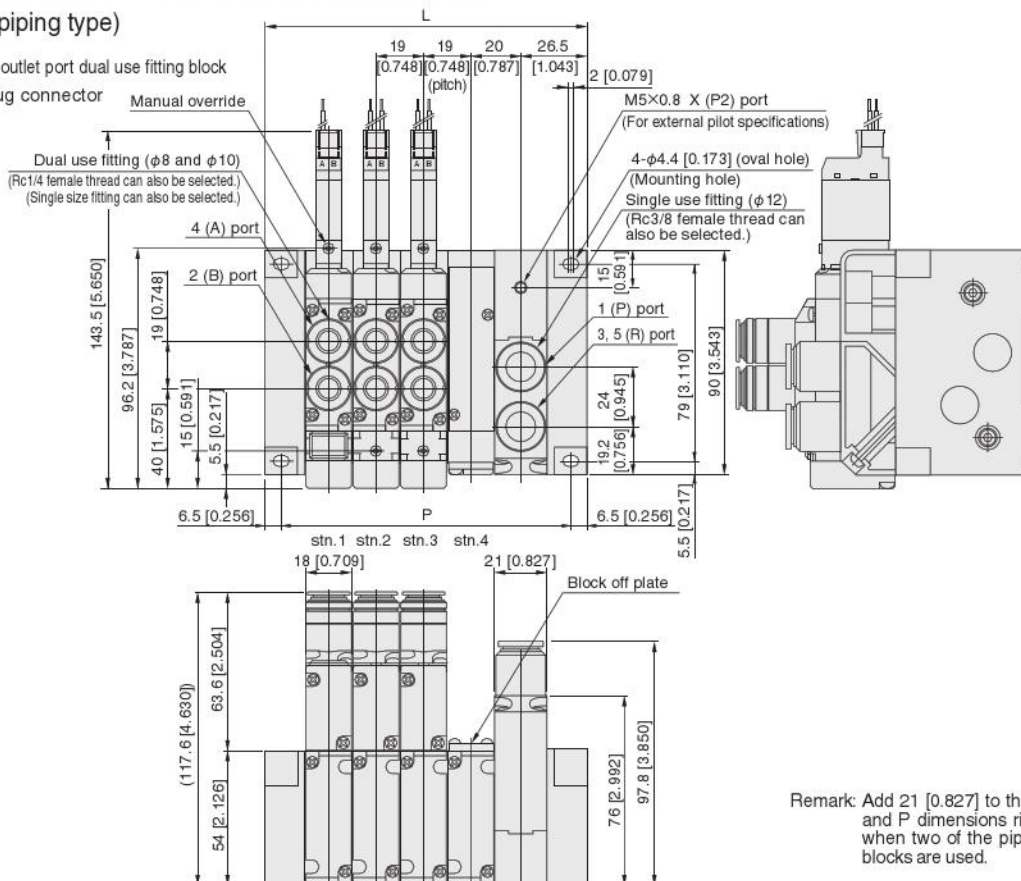 piping type)
outlet port dual use fitting block
ug connector
L
19
[0.748]
19
[0.748]
(pitch)
20
[0.787]
26.5
[1.043]
2 [0.079]
Manual override
M5×0.8 X (P2) port
(For external pilot specifications)
Dual use fitting (φ8 and φ10)
(Rc1/4 female thread can also be selected.)
(Single size fitting can also be selected.)
4-φ4.4 [0.173] (oval hole)
(Mounting hole)
Single use fitting (φ12)
(Rc3/8 female thread can
also be selected.)
A B
A B
A B
4 (A) port
2 (B) port
1 (P) port
3, 5 (R) port
143.5 [5.650]
96.2 [3.787]
19 [0.748]
40 [1.575]
15 [0.591]
5.5 [0.217]
15
[0.591]
24
[0.945]
19.2
[0.756]
79 [3.110]
90 [3.543]
5.5 [0.217]
6.5 [0.256]
P
6.5 [0.256]
stn.1 stn.2 stn.3 stn.4
18 [0.709]
21 [0.827]
Block off plate
(117.6 [4.630])
63.6 [2.504]
54 [2.126]
76 [2.992]
97.8 [3.850]
Remark: Add 21 [0.827] to th
and P dimensions ri
when two of the pip
blocks are used.